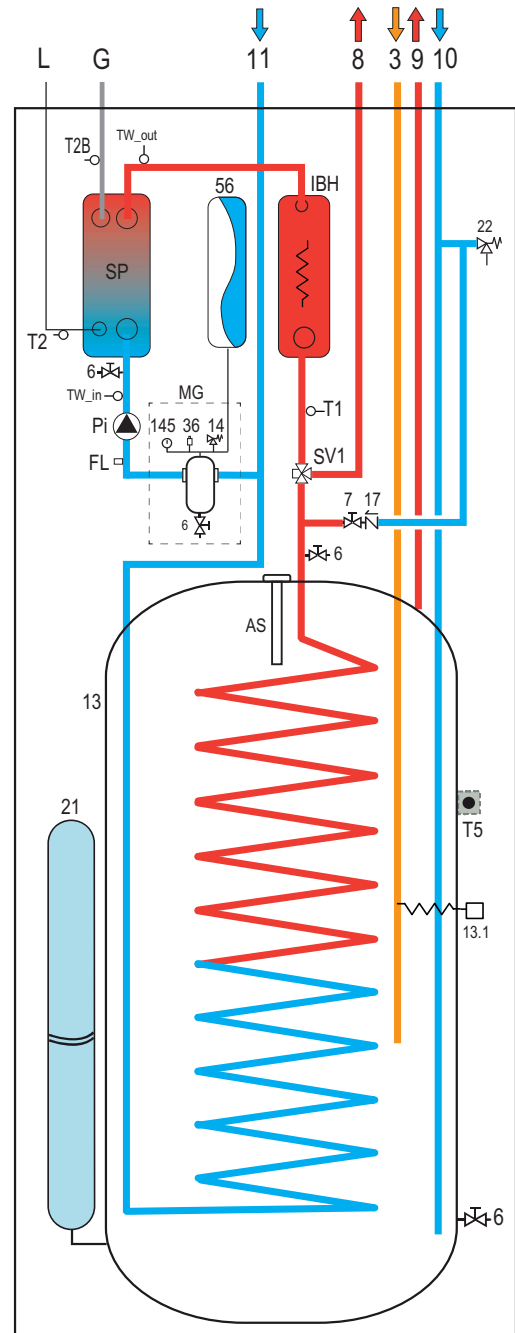 L G 11 8 3 9 10
T2B TW_out
56 IBH
22
SP
T2
6
TW_in MG
Pi 145 36 14 T1
FL SV1
7 17
6
6
AS
13
21
T5
13.1
6